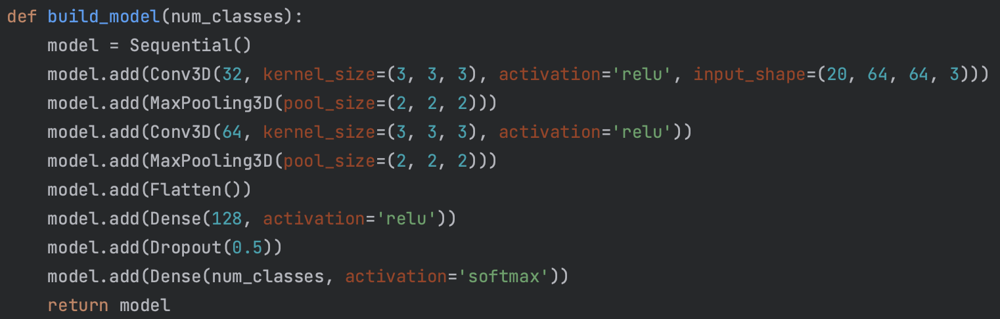 def build_model(num_classes):
    model = Sequential()
    model.add(Conv3D(32, kernel_size=(3, 3, 3), activation='relu', input_shape=(20, 64, 64, 3)))
    model.add(MaxPooling3D(pool_size=(2, 2, 2)))
    model.add(Conv3D(64, kernel_size=(3, 3, 3), activation='relu'))
    model.add(MaxPooling3D(pool_size=(2, 2, 2)))
    model.add(Flatten())
    model.add(Dense(128, activation='relu'))
    model.add(Dropout(0.5))
    model.add(Dense(num_classes, activation='softmax'))
    return model